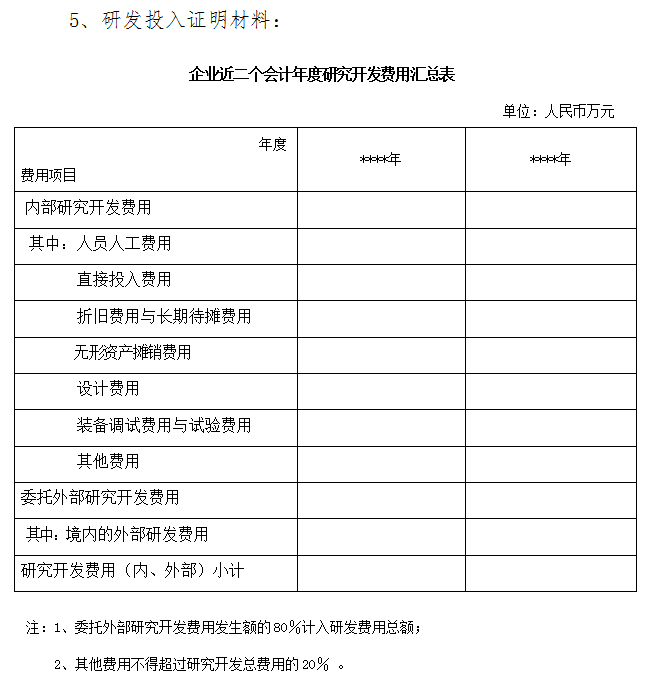 5、研发投入证明材料：
企业近二个会计年度研究开发费用汇总表
单位：人民币万元
年度
费用项目
****年
****年
内部研究开发费用
其中：人员人工费用
直接投入费用
折旧费用与长期待摊费用
无形资产摊销费用
设计费用
装备调试费用与试验费用
其他费用
委托外部研究开发费用
其中：境内的外部研发费用
研究开发费用（内、外部）小计
注：1、委托外部研究开发费用发生额的80%计入研发费用总额；
2、其他费用不得超过研究开发总费用的20% 。